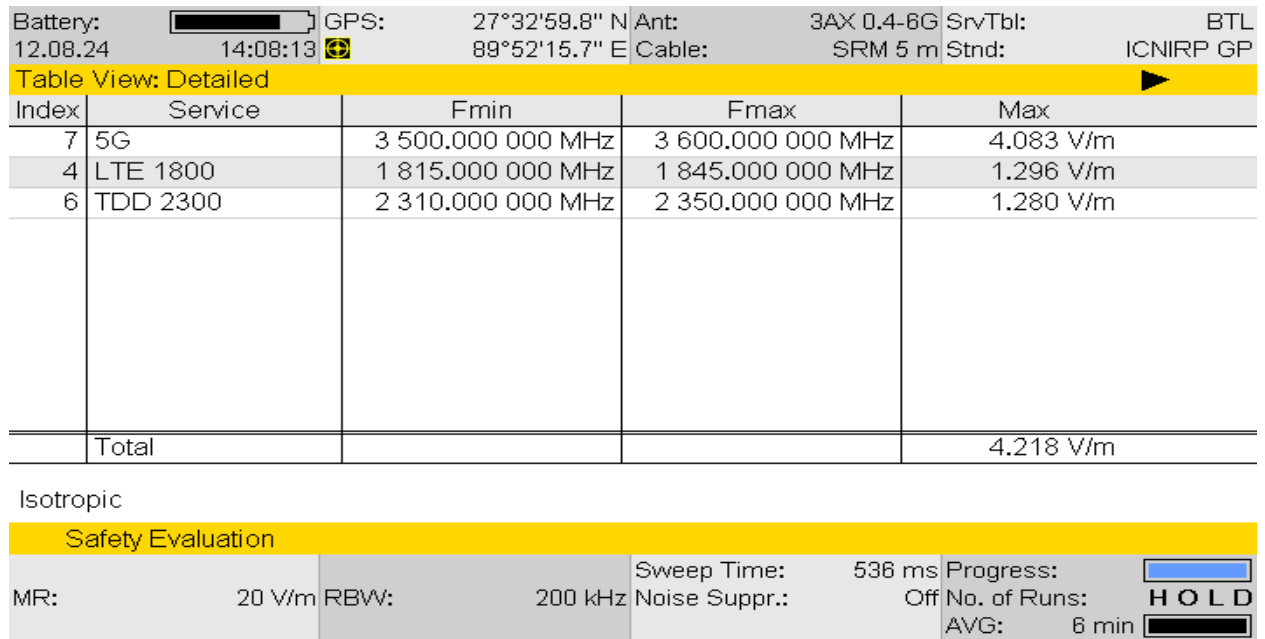 Battery: GPS: 27°32'59.8" N Ant: 3AX 0.4-6G SrvTbl: BTL
12.08.24 14:08:13 89°52'15.7" E Cable: SRM 5 m Stnd: ICNIRP GP
Table View: Detailed
Index Service Fmin Fmax Max
7 5G 3 500.000 000 MHz 3 600.000 000 MHz 4.083 V/m
4 LTE 1800 1 815.000 000 MHz 1 845.000 000 MHz 1.296 V/m
6 TDD 2300 2 310.000 000 MHz 2 350.000 000 MHz 1.280 V/m
Total 4.218 V/m
Isotropic
Safety Evaluation
Sweep Time: 536 ms Progress:
MR: 20 V/m RBW: 200 kHz Noise Suppr.: Off No. of Runs: HOLD
AVG: 6 min